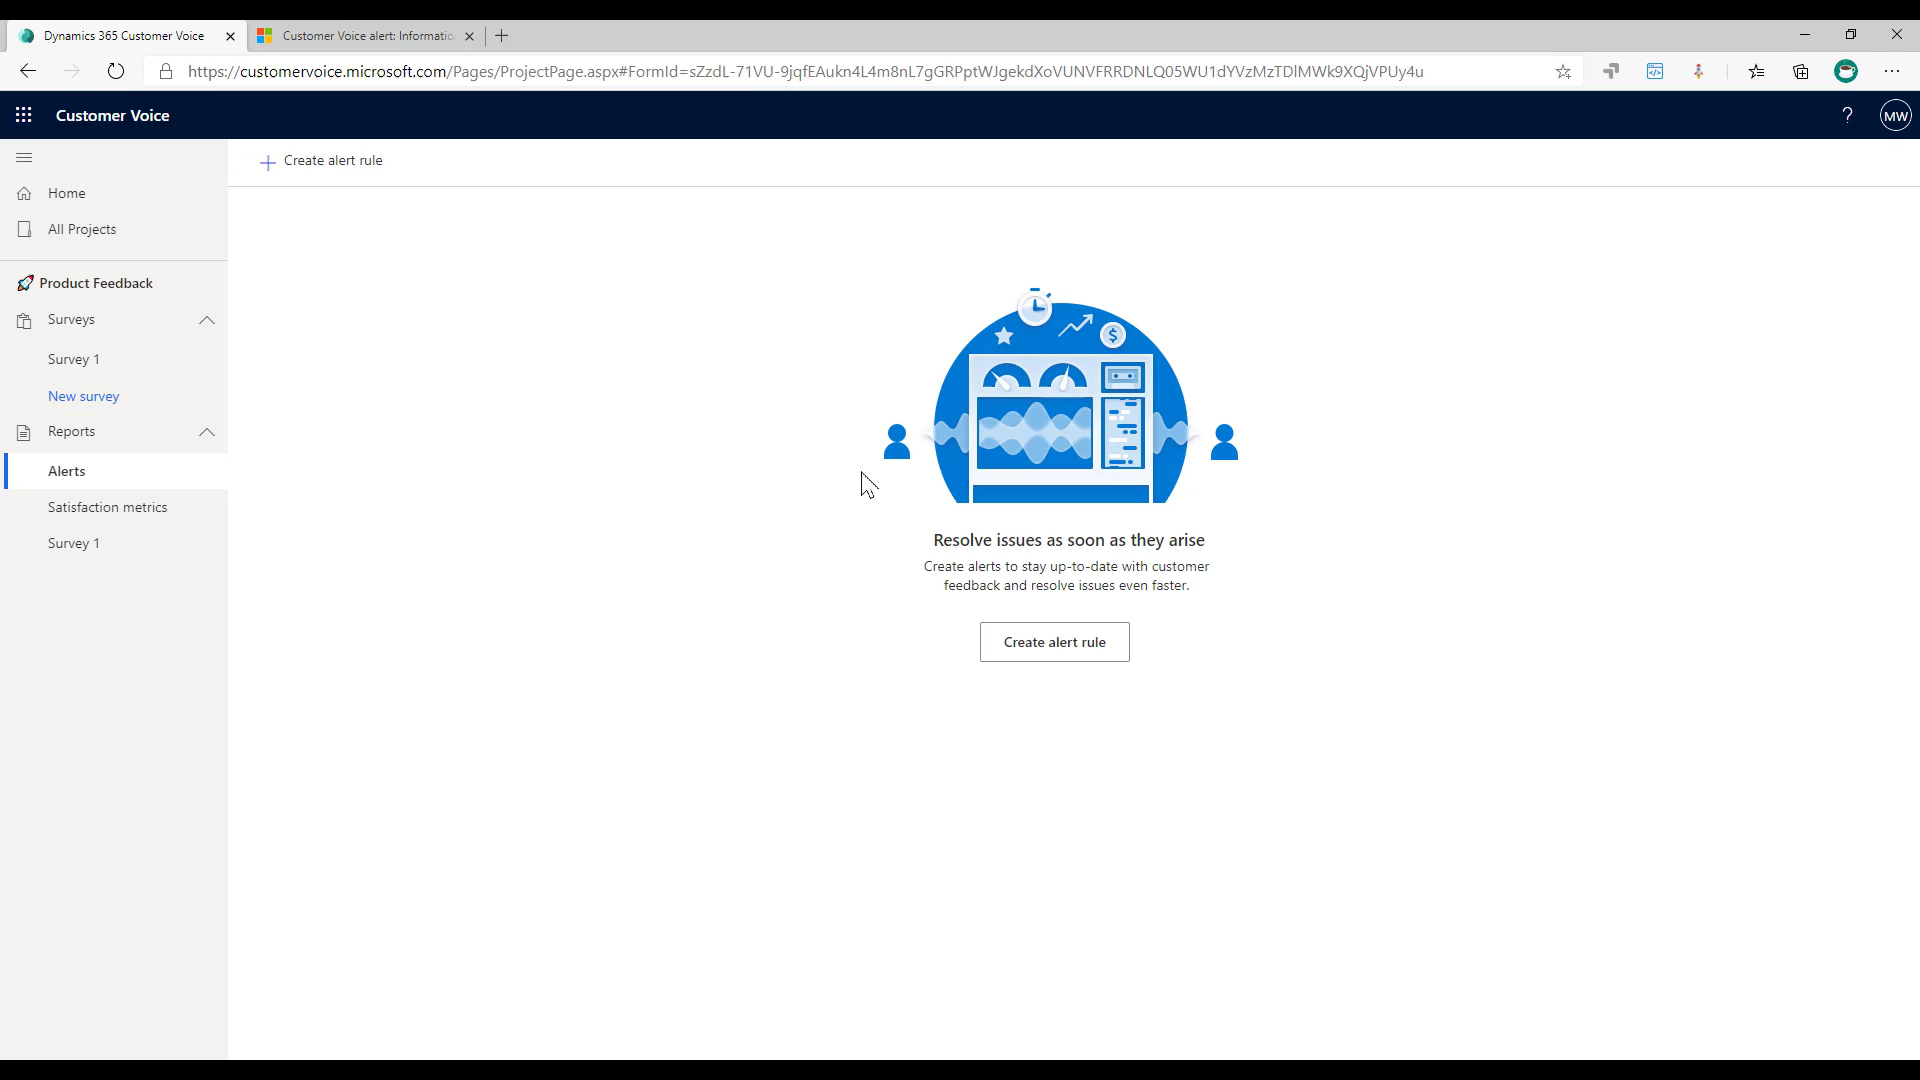 Dynamics 365 Customer Voice
Customer Voice alert: Informatio
https://customervoice.microsoft.com/Pages/ProjectPage.aspx#FormId=sZzdL-71VU-9jqfEAukn4L4m8nL7gGRPptWJgekdXoVUNVFRRDNLQ05WU1dYVzMzTDlMWk9XQjVPUy4u
Customer Voice
?
MW
Create alert rule
Home
All Projects
Product Feedback
Surveys
Survey 1
New survey
Reports
Alerts
Satisfaction metrics
Survey 1
$
Resolve issues as soon as they arise
Create alerts to stay up-to-date with customer
feedback and resolve issues even faster.
Create alert rule